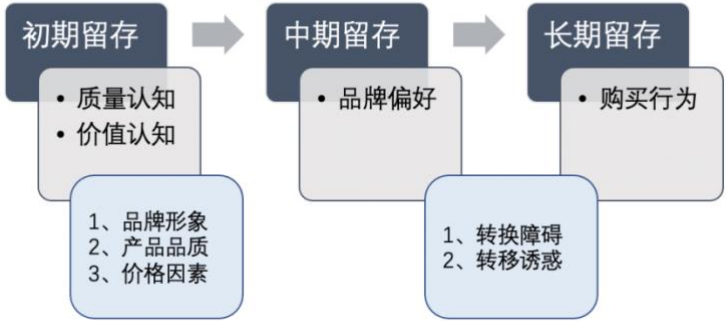 初期留存
• 质量认知
• 价值认知
1、品牌形象
2、产品品质
3、价格因素
中期留存
• 品牌偏好
1、转换障碍
2、转移诱惑
长期留存
• 购买行为